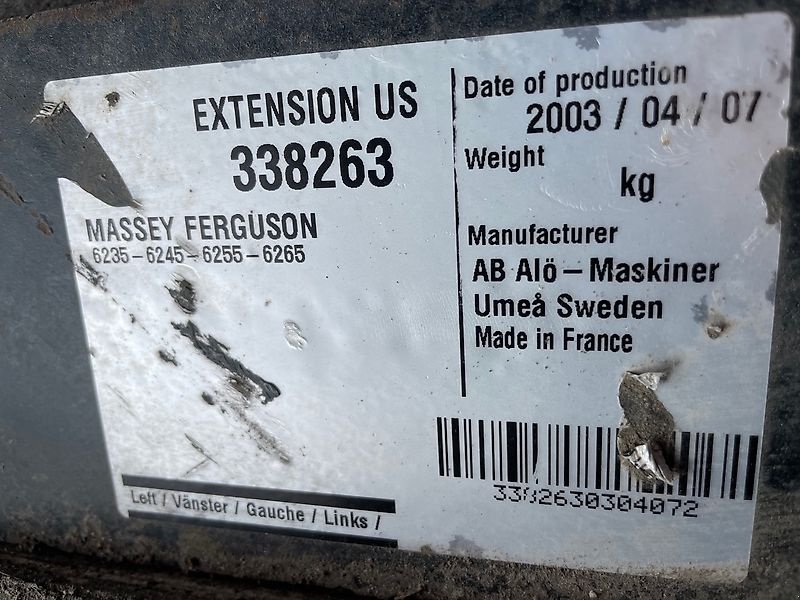 EXTENSION US
338263
MASSEY FERGUSON
6235-6245-6255-6265
Left / Vänster / Gauche / Links /
Date of production
2003 / 04 / 07
Weight
kg
Manufacturer
AB Alö - Maskiner
Umeå Sweden
Made in France
3382630304072